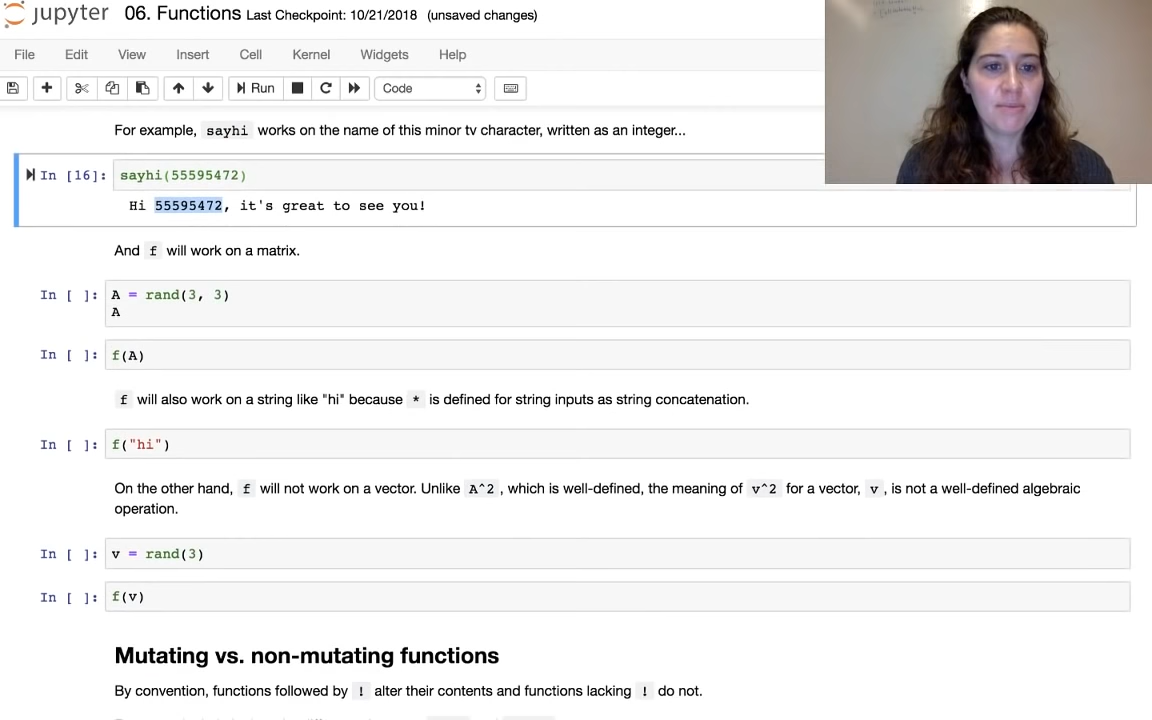 jupyter 06. Functions Last Checkpoint: 10/21/2018 (unsaved changes)
File Edit View Insert Cell Kernel Widgets Help
Run Code
For example, sayhi works on the name of this minor tv character, written as an integer...
In [16]: sayhi(55595472)
Hi 55595472, it's great to see you!
And f will work on a matrix.
In [ ]: A = rand(3, 3)
A
In [ ]: f(A)
f will also work on a string like "hi" because * is defined for string inputs as string concatenation.
In [ ]: f("hi")
On the other hand, f will not work on a vector. Unlike A^2 , which is well-defined, the meaning of v^2 for a vector, v , is not a well-defined algebraic
operation.
In [ ]: v = rand(3)
In [ ]: f(v)
Mutating vs. non-mutating functions
By convention, functions followed by ! alter their contents and functions lacking ! do not.